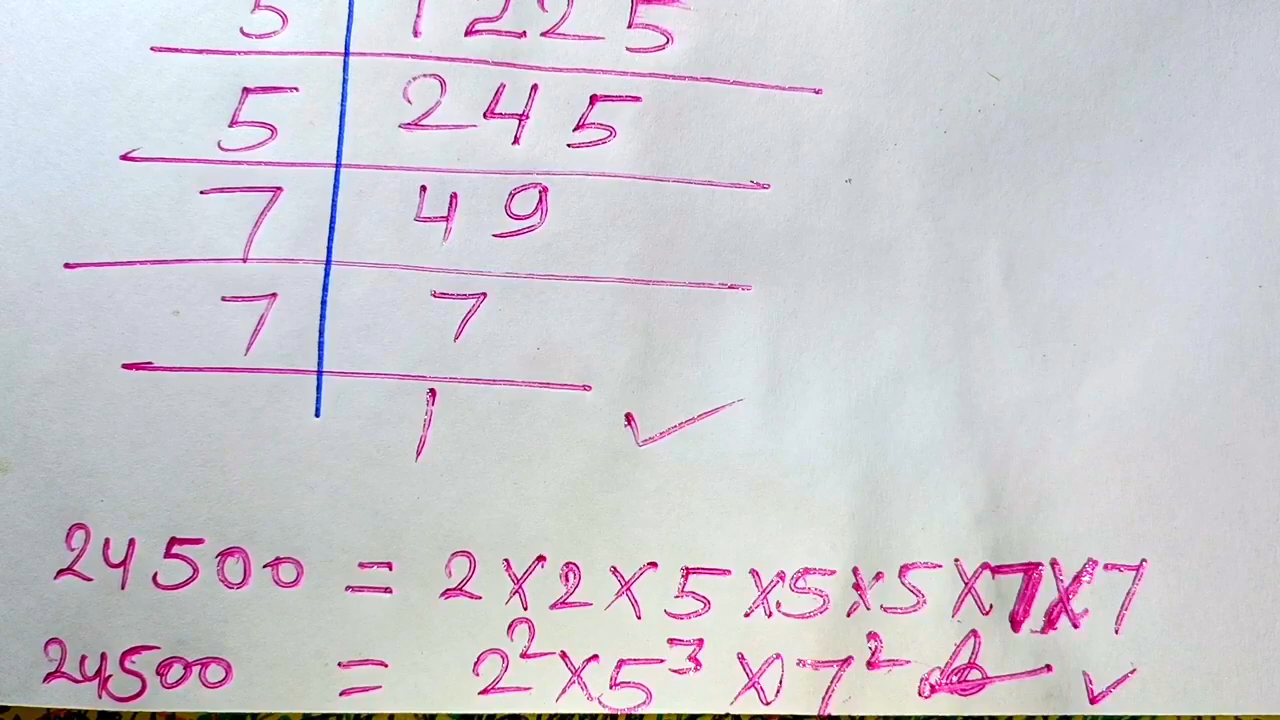 5 1225
5 245
7 49
7 7
1 ✓
24500 = 2×2×5×5×5×7×7
24500 = 2²×5³×7² ✓